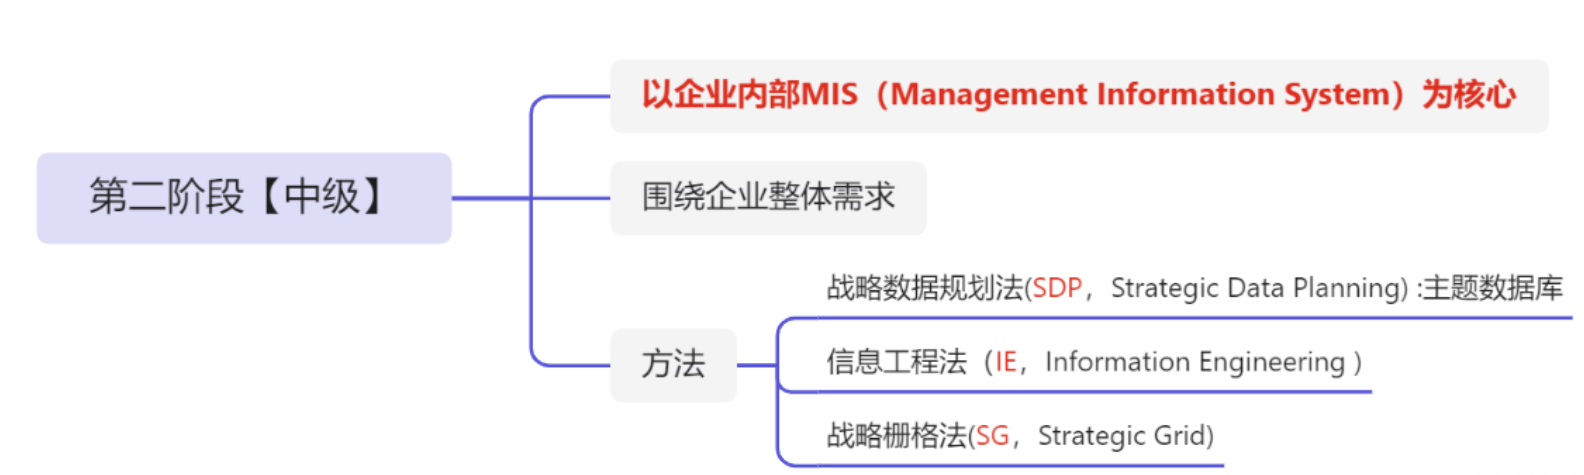 以企业内部MIS（Management Information System）为核心
第二阶段【中级】
围绕企业整体需求
方法
战略数据规划法(SDP，Strategic Data Planning) :主题数据库
信息工程法（IE，Information Engineering ）
战略栅格法(SG，Strategic Grid)